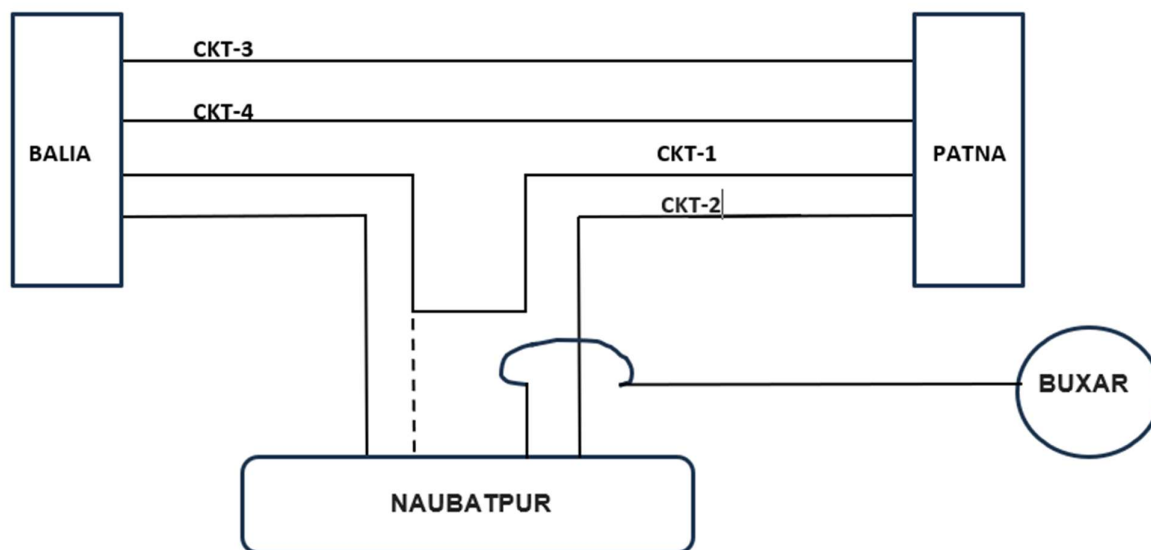 CKT-3
CKT-4
BALIA
CKT-1
PATNA
CKT-2
BUXAR
NAUBATPUR